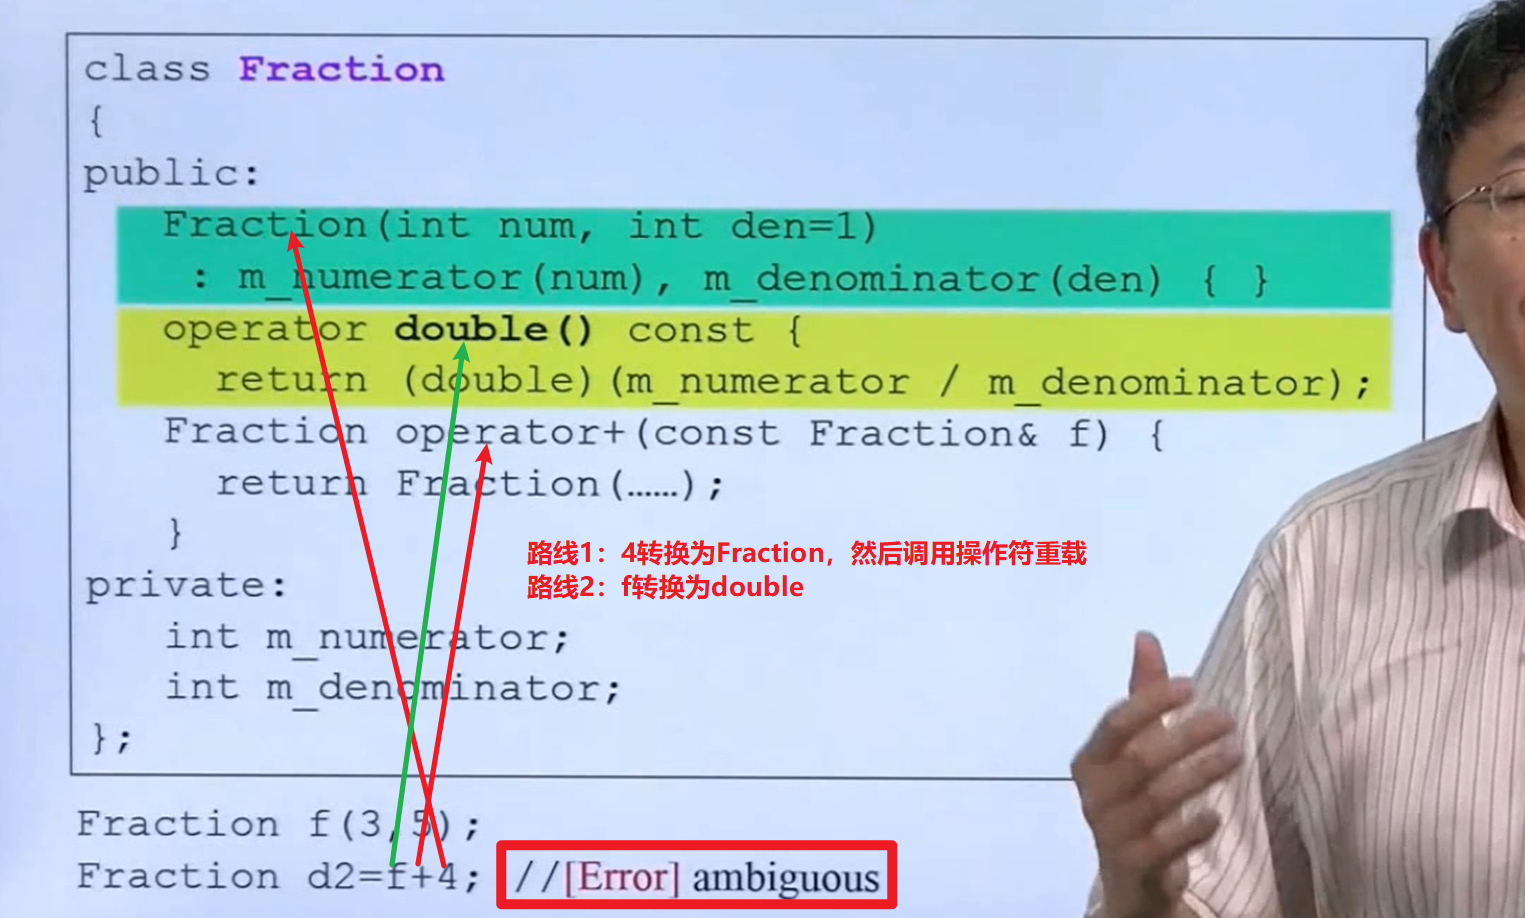 class Fraction
{
public:
Fraction(int num, int den=1)
: m_numerator(num), m_denominator(den) { }
operator double() const {
return (double)(m_numerator / m_denominator);
Fraction operator+(const Fraction& f) {
return Fraction(……);
}
路线1：4转换为Fraction，然后调用操作符重载
路线2：f转换为double
private:
int m_numerator;
int m_denominator;
};
Fraction f(3,5);
Fraction d2=f+4; //[Error] ambiguous